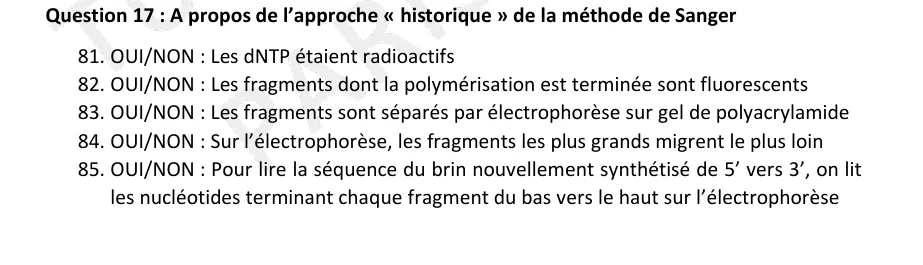 Question 17 : A propos de l’approche « historique » de la méthode de Sanger
81. OUI/NON : Les dNTP étaient radioactifs
82. OUI/NON : Les fragments dont la polymérisation est terminée sont fluorescents
83. OUI/NON : Les fragments sont séparés par électrophorèse sur gel de polyacrylamide
84. OUI/NON : Sur l’électrophorèse, les fragments les plus grands migrent le plus loin
85. OUI/NON : Pour lire la séquence du brin nouvellement synthétisé de 5’ vers 3’, on lit
les nucléotides terminant chaque fragment du bas vers le haut sur l’électrophorèse